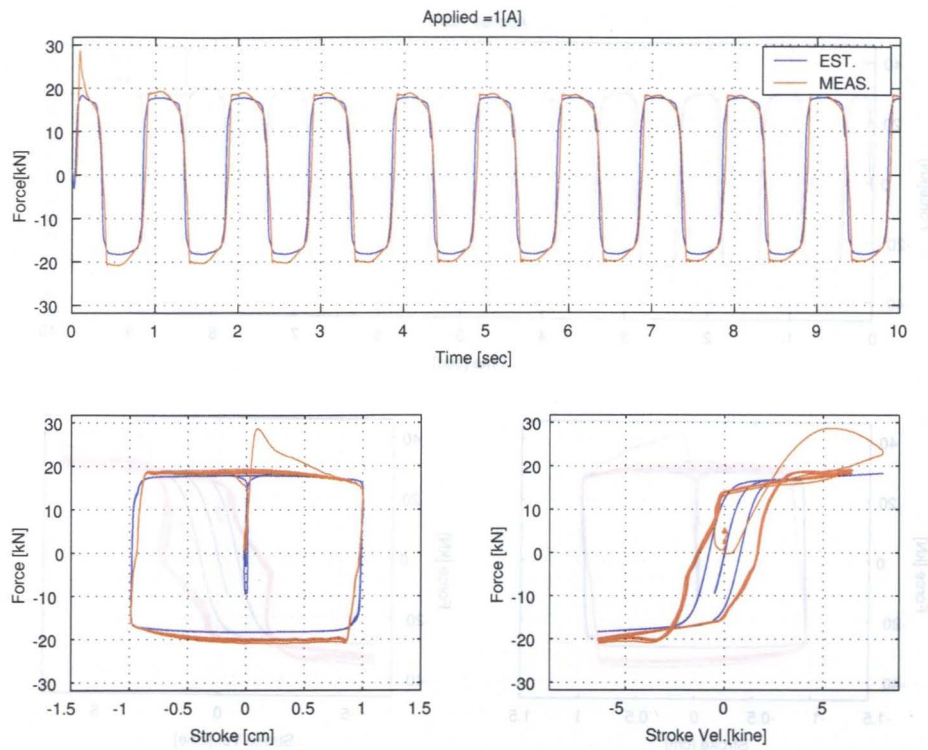 Applied =1[A]
30
20
10
0
-10
-20
-30
Force[kN]
EST.
MEAS.
0 1 2 3 4 5 6 7 8 9 10
Time [sec]
30
20
10
0
-10
-20
-30
Force [kN]
-1.5 -1 -0.5 0 0.5 1 1.5
Stroke [cm]
30
20
10
0
-10
-20
-30
Force [kN]
-5 0 5
Stroke Vel.[kine]